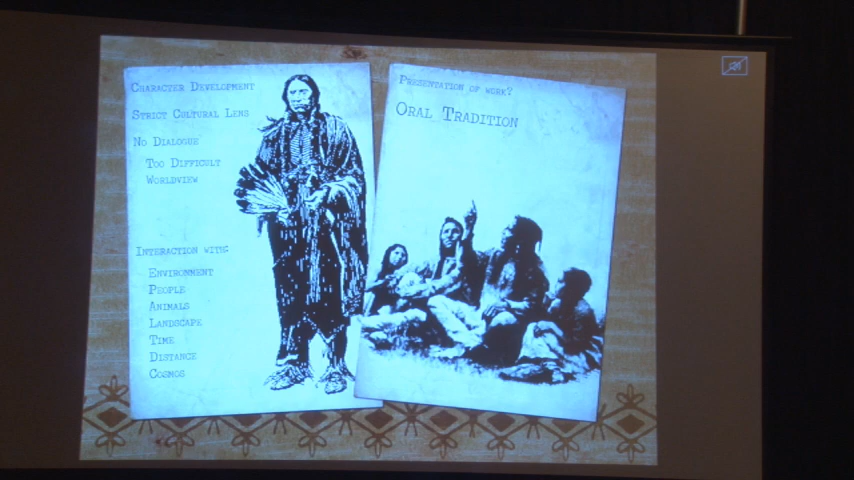 Character Development
Strict Cultural Lens
No Dialogue
Too Difficult
Worldview
Interaction with:
Environment
People
Animals
Landscape
Time
Distance
Cosmos
Presentation of work?
Oral Tradition